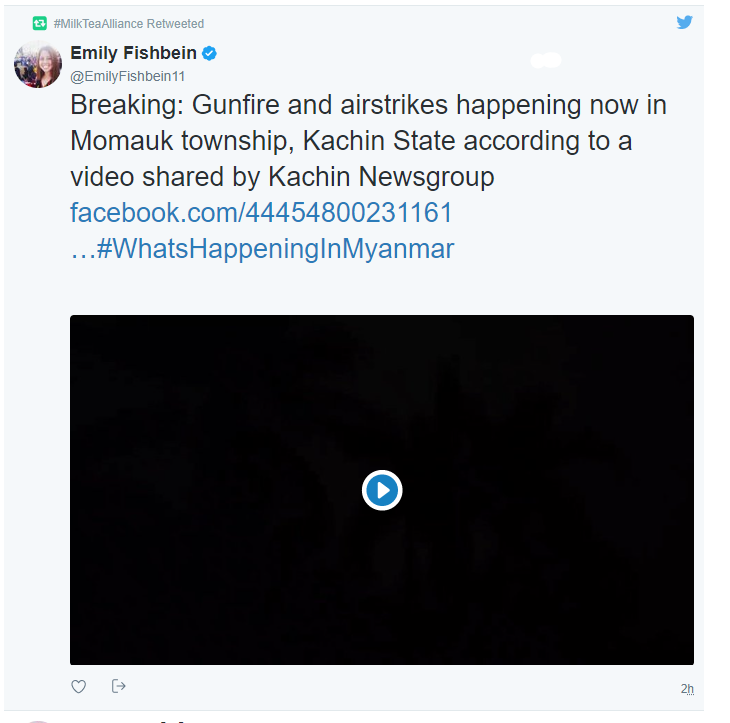 #MilkTeaAlliance Retweeted
Emily Fishbein
@EmilyFishbein11
Breaking: Gunfire and airstrikes happening now in
Momauk township, Kachin State according to a
video shared by Kachin Newsgroup
facebook.com/44454800231161
…#WhatsHappeningInMyanmar
2h